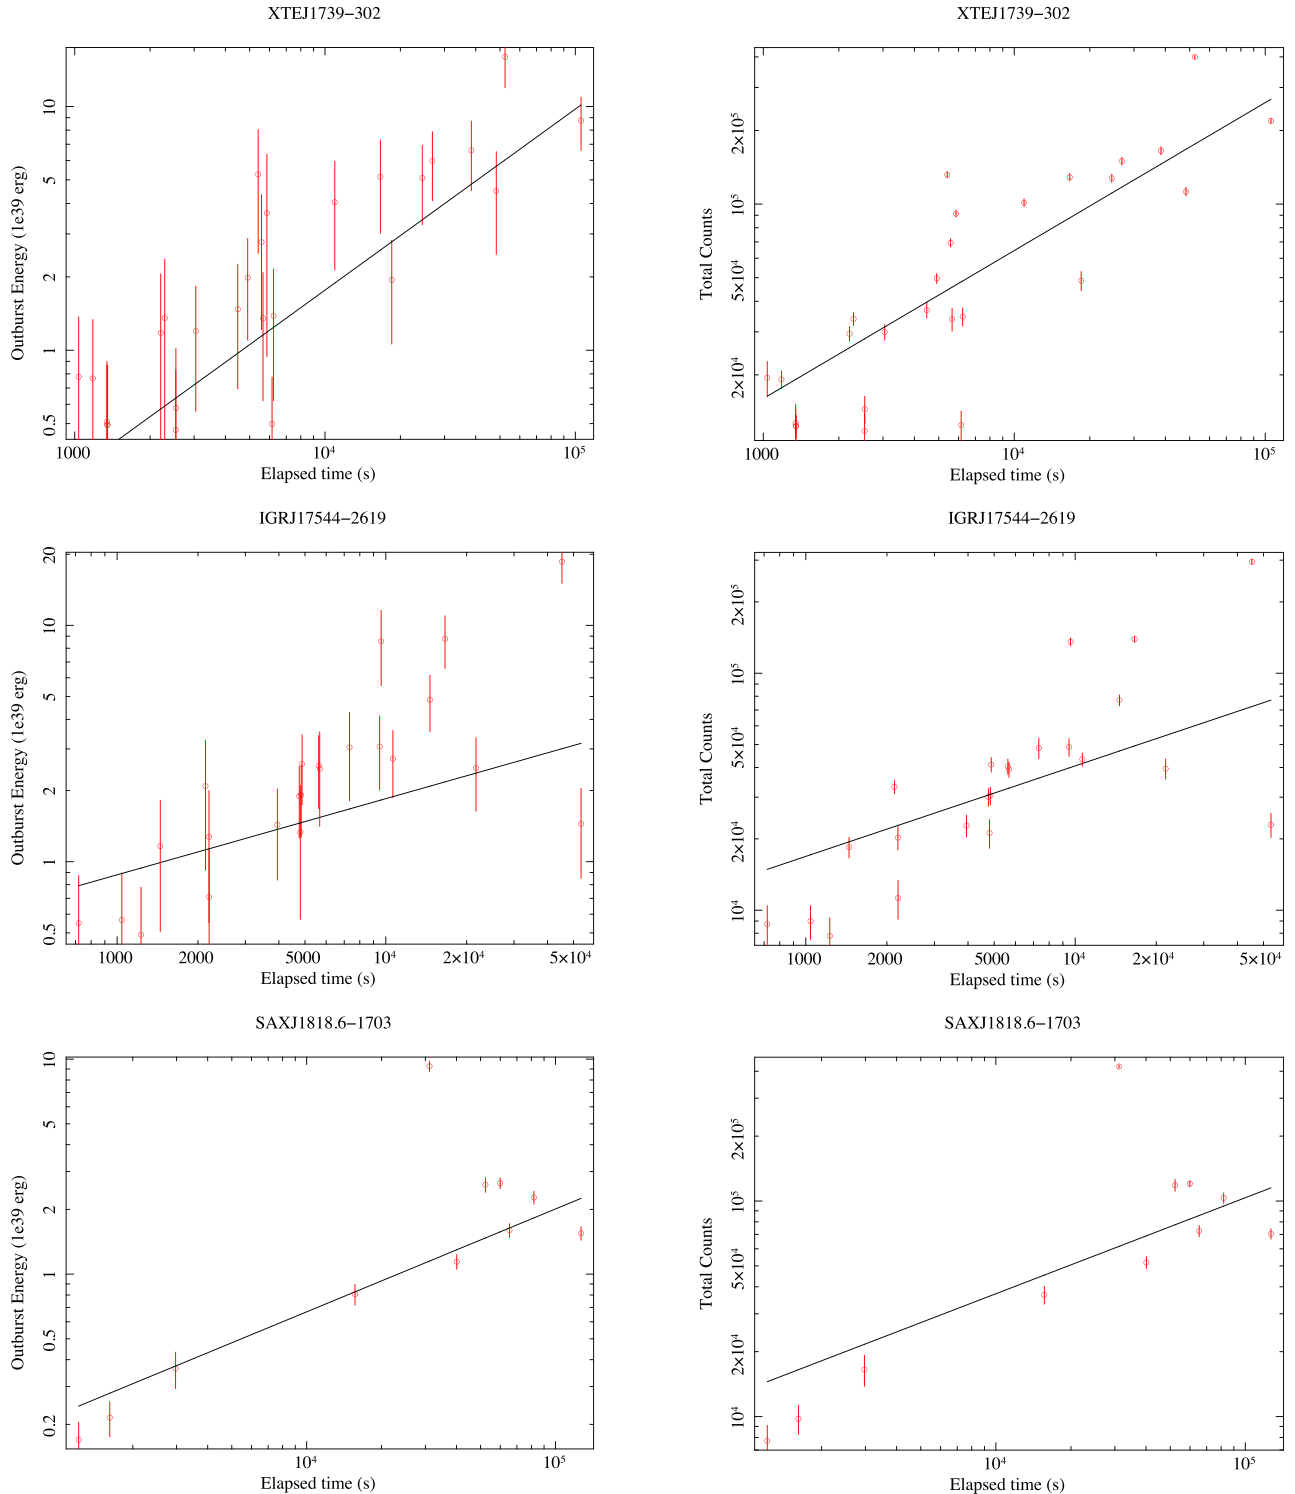 XTEJ1739−302
XTEJ1739−302
Outburst Energy (1e39 erg)
10
5
2
1
0.5
1000
10⁴
10⁵
Elapsed time (s)
Total Counts
2×10⁵
10⁵
5×10⁴
2×10⁴
1000
10⁴
10⁵
Elapsed time (s)
IGRJ17544−2619
IGRJ17544−2619
Outburst Energy (1e39 erg)
20
10
5
2
1
0.5
1000
2000
5000
10⁴
2×10⁴
5×10⁴
Elapsed time (s)
Total Counts
2×10⁵
10⁵
5×10⁴
2×10⁴
10⁴
1000
2000
5000
10⁴
2×10⁴
5×10⁴
Elapsed time (s)
SAXJ1818.6−1703
SAXJ1818.6−1703
Outburst Energy (1e39 erg)
10
5
2
1
0.5
0.2
10⁴
10⁵
Elapsed time (s)
Total Counts
2×10⁵
10⁵
5×10⁴
2×10⁴
10⁴
10�4
10⁵
Elapsed time (s)